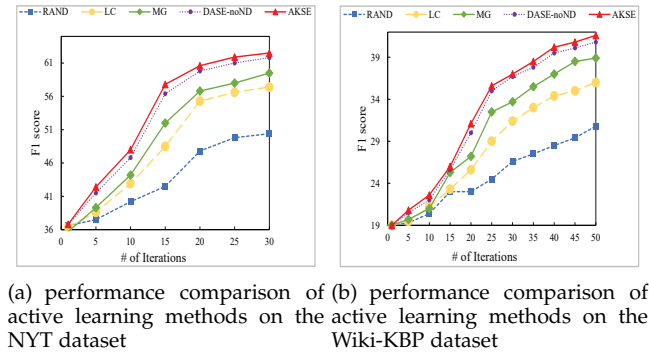 RAND LC MG DASE-noND AKSE
61
56
51
46
41
36
F1 score
0 5 10 15 20 25 30
# of Iterations
RAND LC MG DASE-noND AKSE
39
34
29
24
19
F1 score
0 5 10 15 20 25 30 35 40 45 50
# of Iterations
(a) performance comparison of
active learning methods on the
NYT dataset
(b) performance comparison of
active learning methods on the
Wiki-KBP dataset